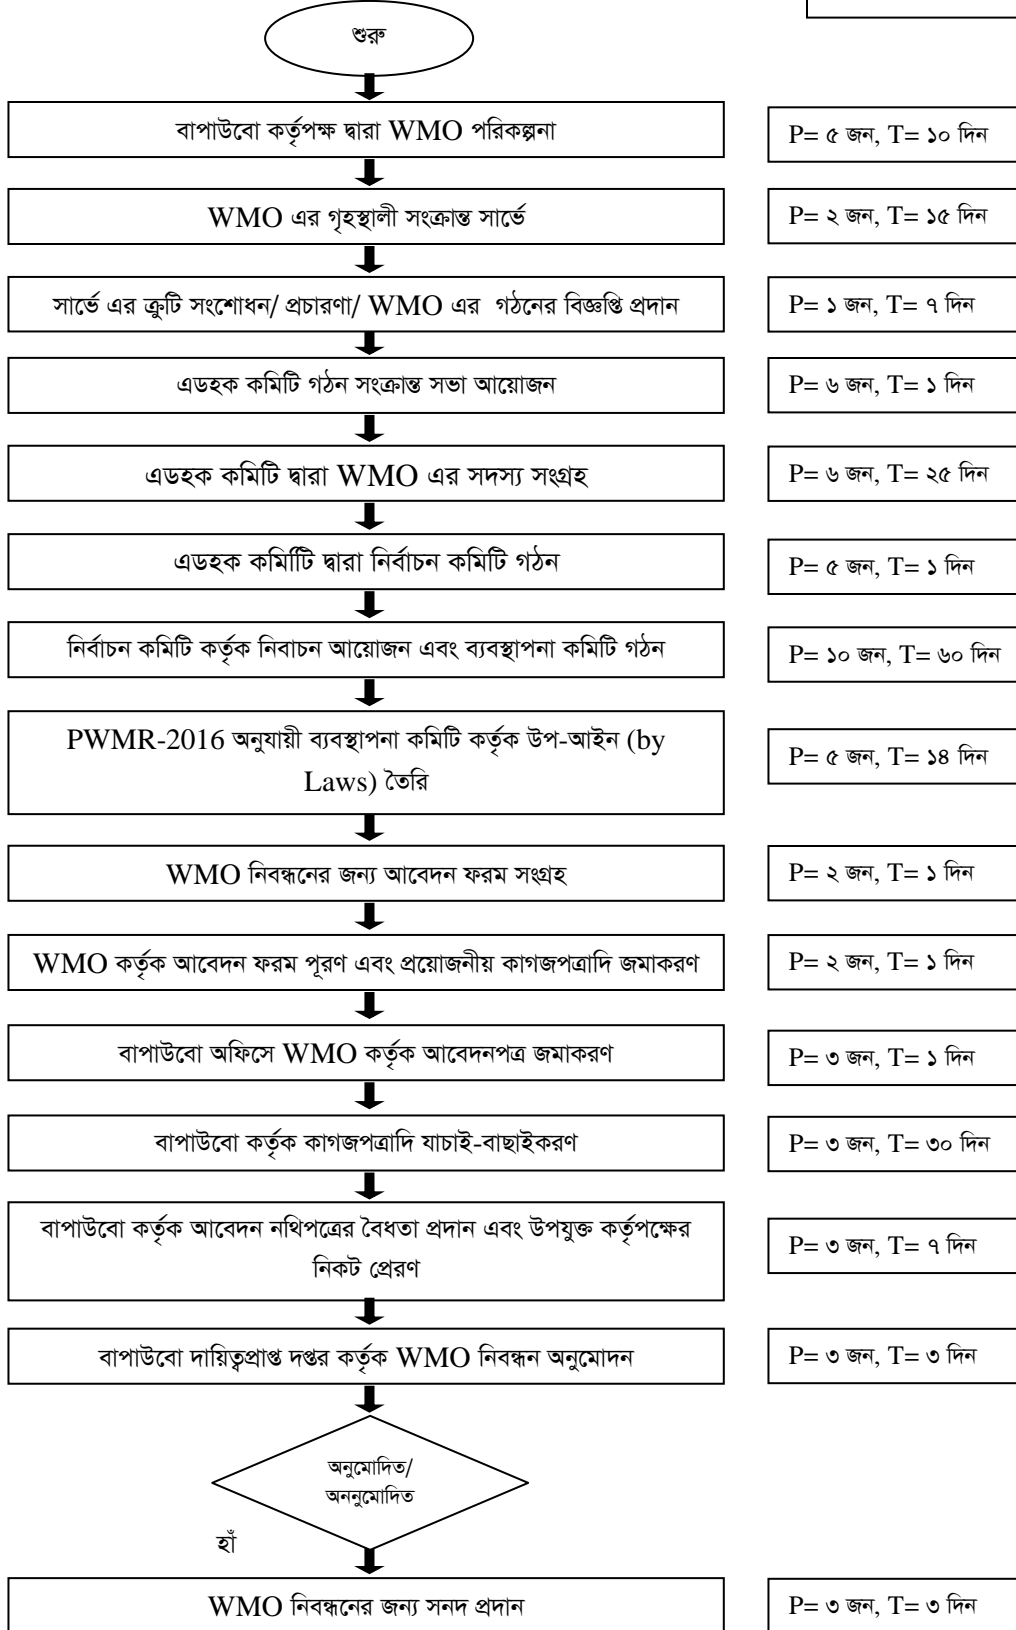 শুরু
বাপাউবো কর্তৃপক্ষ দ্বারা WMO পরিকল্পনা
P= ৫ জন, T= ১০ দিন
WMO এর গৃহস্থালী সংক্রান্ত সার্ভে
P= ২ জন, T= ১৫ দিন
সার্ভে এর ক্রুটি সংশোধন/ প্রচারণা/ WMO এর গঠনের বিজ্ঞপ্তি প্রদান
P= ১ জন, T= ৭ দিন
এডহক কমিটি গঠন সংক্রান্ত সভা আয়োজন
P= ৬ জন, T= ১ দিন
এডহক কমিটি দ্বারা WMO এর সদস্য সংগ্রহ
P= ৬ জন, T= ২৫ দিন
এডহক কমিটিি দ্বারা নির্বাচন কমিটি গঠন
P= ৫ জন, T= ১ দিন
নির্বাচন কমিটি কর্তৃক নিবাচন আয়োজন এবং ব্যবস্থাপনা কমিটি গঠন
P= ১০ জন, T= ৬০ দিন
PWMR-2016 অনুযায়ী ব্যবস্থাপনা কমিটি কর্তৃক উপ-আইন (by
Laws) তৈরি
P= ৫ জন, T= ১৪ দিন
WMO নিবন্ধনের জন্য আবেদন ফরম সংগ্রহ
P= ২ জন, T= ১ দিন
WMO কর্তৃক আবেদন ফরম পূরণ এবং প্রয়োজনীয় কাগজপত্রাদি জমাকরণ
P= ২ জন, T= ১ দিন
বাপাউবো অফিসে WMO কর্তৃক আবেদনপত্র জমাকরণ
P= ৩ জন, T= ১ দিন
বাপাউবো কর্তৃক কাগজপত্রাদি যাচাই-বাছাইকরণ
P= ৩ জন, T= ৩০ দিন
বাপাউবো কর্তৃক আবেদন নথিপত্রের বৈধতা প্রদান এবং উপযুক্ত কর্তৃপক্ষের
নিকট প্রেরণ
P= ৩ জন, T= ৭ দিন
বাপাউবো দায়িত্বপ্রাপ্ত দপ্তর কর্তৃক WMO নিবন্ধন অনুমোদন
P= ৩ জন, T= ৩ দিন
অনুমোদিত/
অননুমোদিত
হাঁ
WMO নিবন্ধনের জন্য সনদ প্রদান
P= ৩ জন, T= ৩ দিন